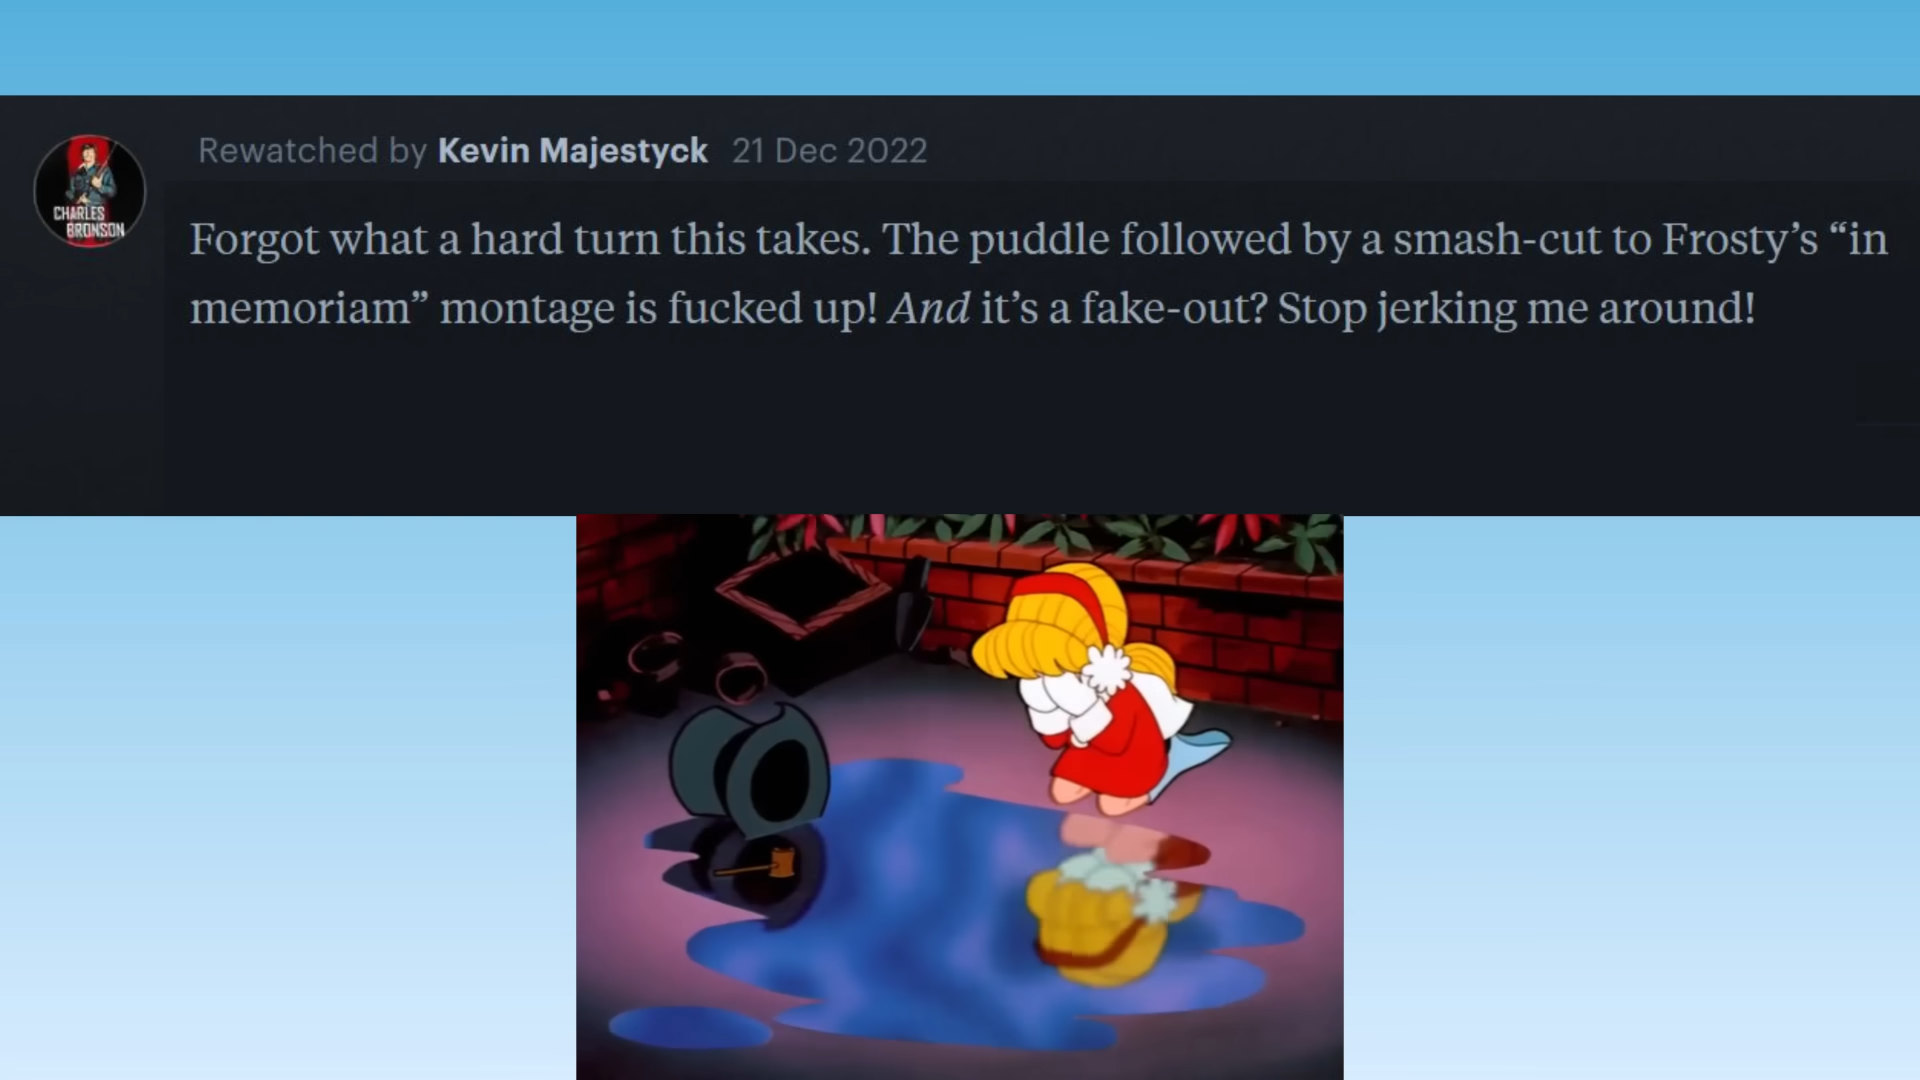 Rewatched by Kevin Majestyck 21 Dec 2022
CHARLES
BRONSON
Forgot what a hard turn this takes. The puddle followed by a smash-cut to Frosty’s “in
memoriam” montage is fucked up! And it’s a fake-out? Stop jerking me around!